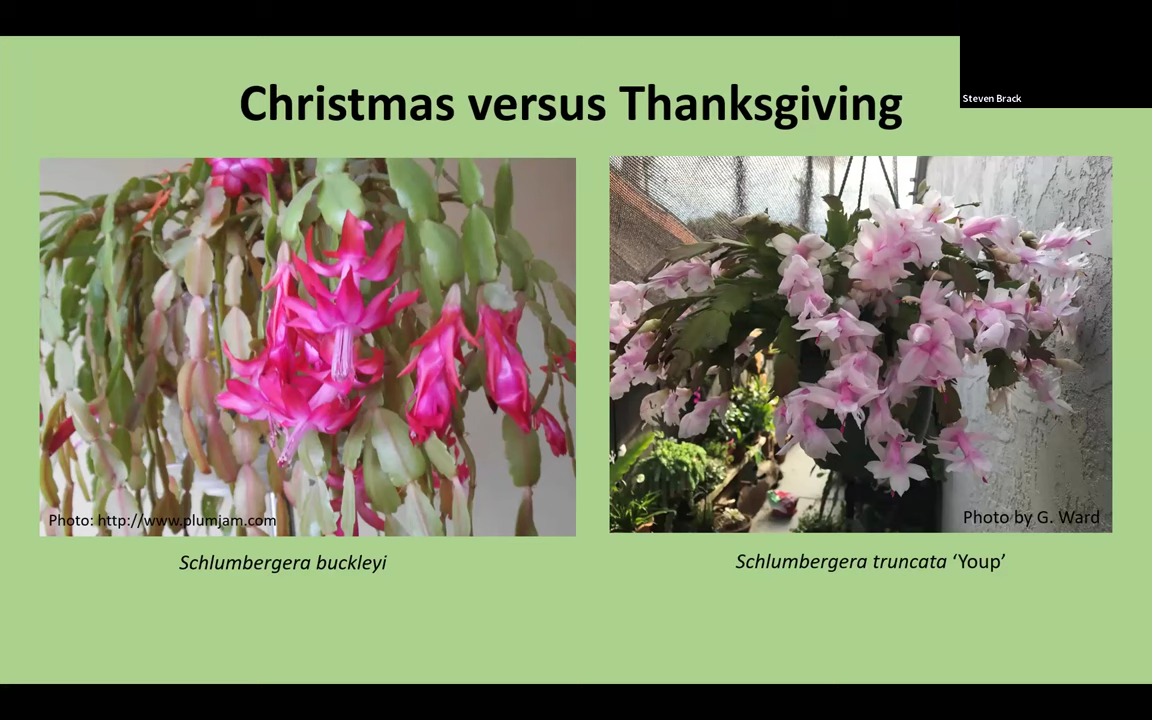 Christmas versus Thanksgiving
Steven Brack
Photo: http://www.plumjam.com
Photo by G. Ward
Schlumbergera buckleyi
Schlumbergera truncata ‘Youp’